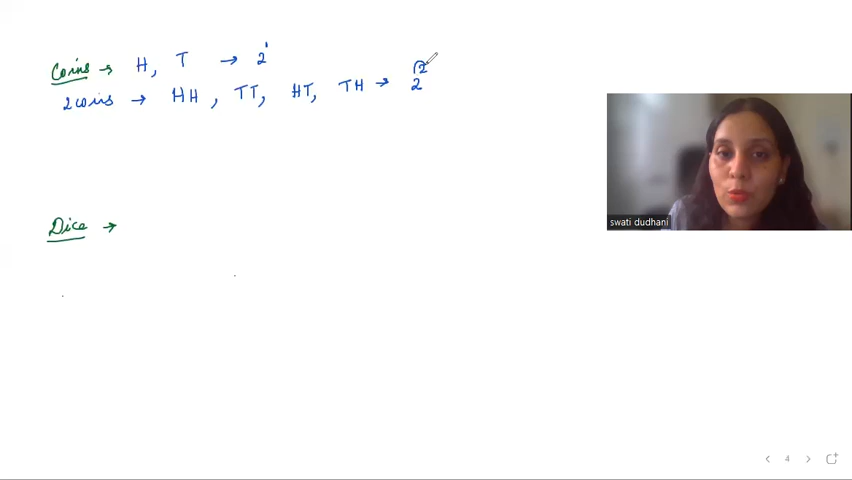 Coins → H, T → 2¹
2 coins → HH, TT, HT, TH → 2²
swati dudhani
Dice →
4